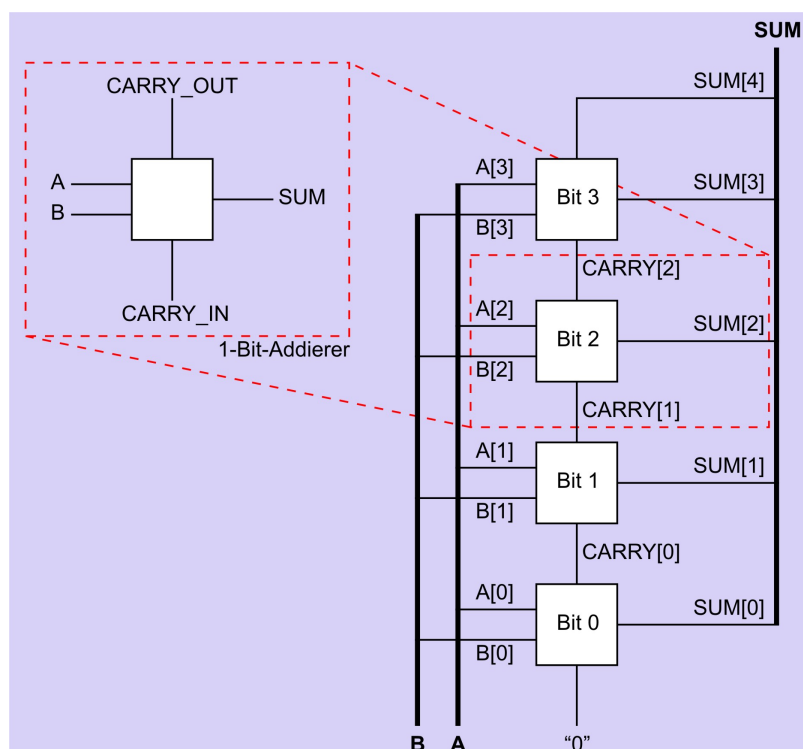 SUM
CARRY_OUT
A
B
SUM
CARRY_IN
1-Bit-Addierer
SUM[4]
A[3]
Bit 3
SUM[3]
B[3]
CARRY[2]
A[2]
Bit 2
SUM[2]
B[2]
CARRY[1]
A[1]
Bit 1
SUM[1]
B[1]
CARRY[0]
A[0]
Bit 0
SUM[0]
B[0]
B A “0”